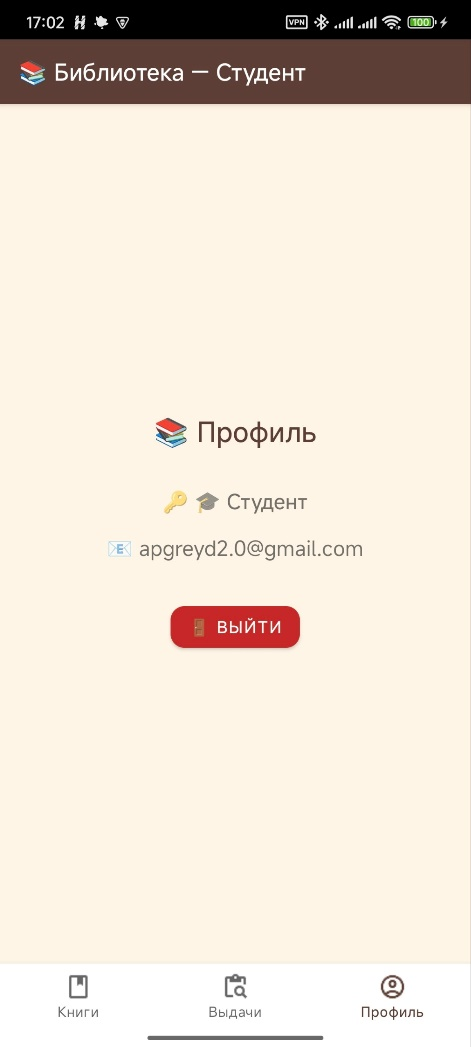 17:02 VPN 100
📚 Библиотека — Студент
📚 Профиль
🔑 🎓 Студент
📧 apgreyd2.0@gmail.com
🚪 ВЫЙТИ
Книги Выдачи Профиль